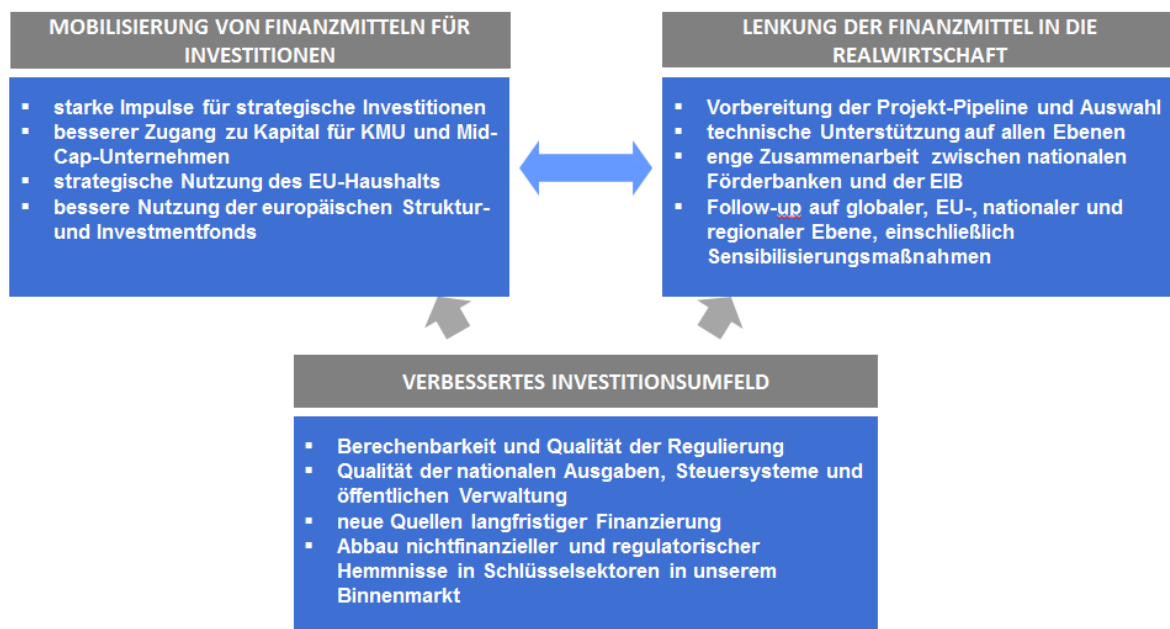 MOBILISIERUNG VON FINANZMITTELN FÜR
INVESTITIONEN
▪ starke Impulse für strategische Investitionen
▪ besserer Zugang zu Kapital für KMU und Mid-
Cap-Unternehmen
▪ strategische Nutzung des EU-Haushalts
▪ bessere Nutzung der europäischen Struktur-
und Investmentfonds
LENKUNG DER FINANZMITTEL IN DIE
REALWIRTSCHAFT
▪ Vorbereitung der Projekt-Pipeline und Auswahl
▪ technische Unterstützung auf allen Ebenen
▪ enge Zusammenarbeit zwischen nationalen
Förderbanken und der EIB
▪ Follow-up auf globaler, EU-, nationaler und
regionaler Ebene, einschließlich
Sensibilisierungsmaßnahmen
VERBESSERTES INVESTITIONSUMFELD
▪ Berechenbarkeit und Qualität der Regulierung
▪ Qualität der nationalen Ausgaben, Steuersysteme und
öffentlichen Verwaltung
▪ neue Quellen langfristiger Finanzierung
▪ Abbau nichtfinanzieller und regulatorischer
Hemmnisse in Schlüsselsektoren in unserem
Binnenmarkt